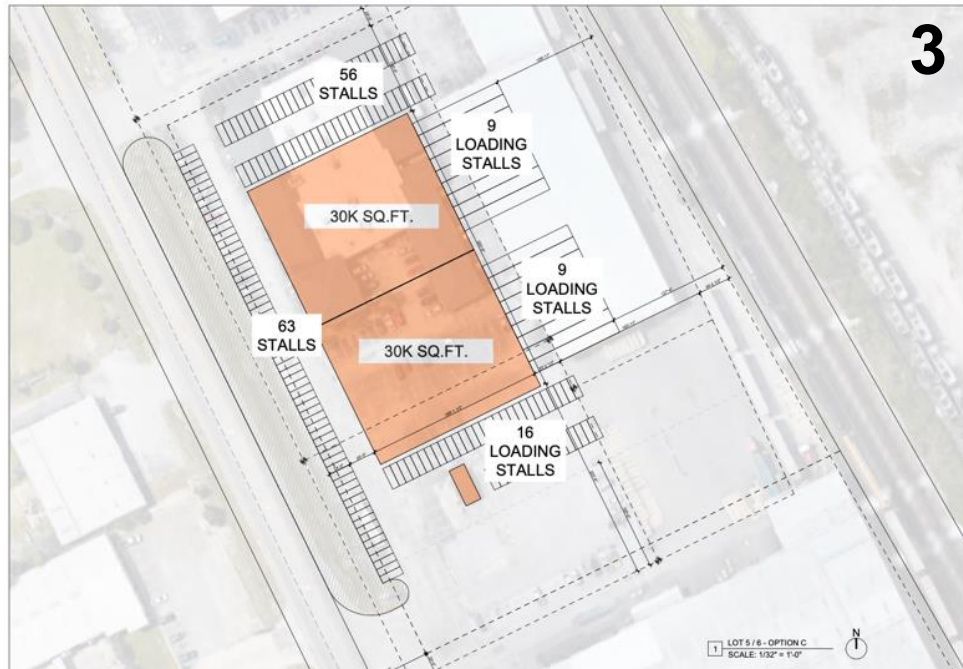 3
56
STALLS
9
LOADING
STALLS
30K SQ.FT.
9
LOADING
STALLS
63
STALLS
30K SQ.FT.
16
LOADING
STALLS
1
LOT 5 / 6 - OPTION C
SCALE: 1/32" = 1'-0"
N